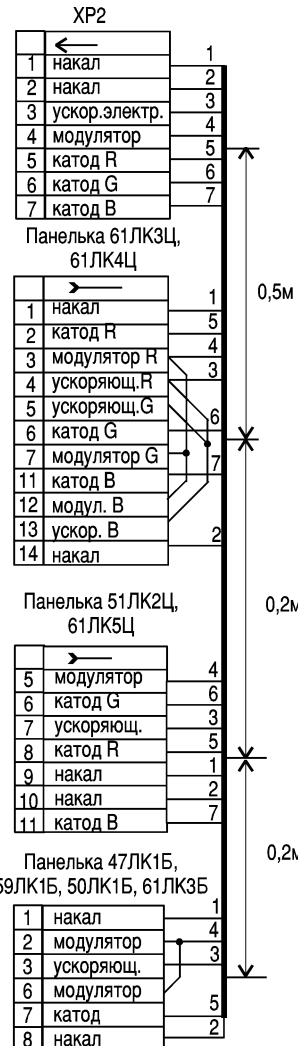 ХР2
1 накал 1
2 накал 2
3 ускор.электр. 3
4 модулятор 4
5 катод R 5
6 катод G 6
7 катод B 7
0,5м
Панелька 61ЛК3Ц,
61ЛК4Ц
1 накал 1
2 катод R 5
3 модулятор R 4
4 ускоряющ.R 3
5 ускоряющ.G
6 катод G 6
7 модулятор G
11 катод B 7
12 модул. B
13 ускор. B
14 накал 2
0,2м
Панелька 51ЛК2Ц,
61ЛК5Ц
5 модулятор 4
6 катод G 6
7 ускоряющ. 3
8 катод R 5
9 накал 1
10 накал 2
11 катод B 7
0,2м
Панелька 47ЛК1Б,
59ЛК1Б, 50ЛК1Б, 61ЛК3Б
1 накал 1
2 модулятор 4
3 ускоряющ. 3
6 модулятор
7 катод 5
8 накал 2